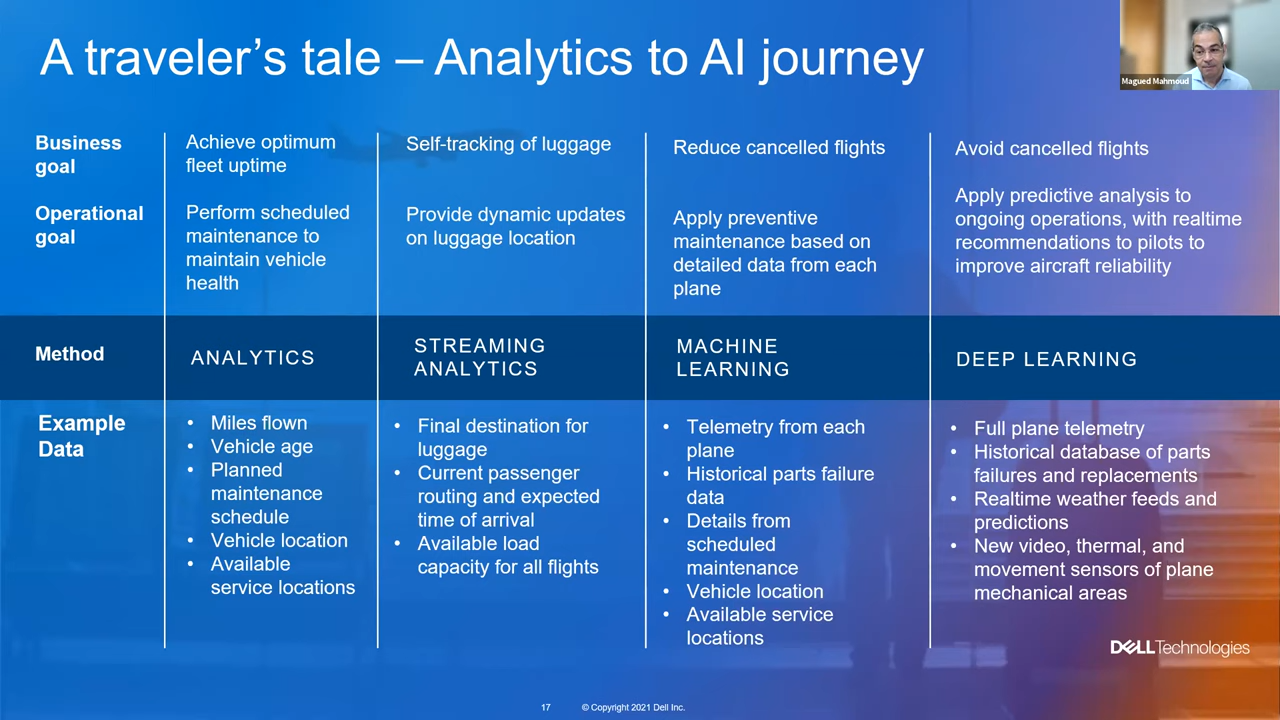 A traveler's tale – Analytics to AI journey
Magued Mahmoud
Business
goal
Achieve optimum
fleet uptime
Self-tracking of luggage
Reduce cancelled flights
Avoid cancelled flights
Operational
goal
Perform scheduled
maintenance to
maintain vehicle
health
Provide dynamic updates
on luggage location
Apply preventive
maintenance based on
detailed data from each
plane
Apply predictive analysis to
ongoing operations, with realtime
recommendations to pilots to
improve aircraft reliability
Method
ANALYTICS
STREAMING
ANALYTICS
MACHINE
LEARNING
DEEP LEARNING
Example
Data
• Miles flown
• Vehicle age
• Planned
maintenance
schedule
• Vehicle location
• Available
service locations
• Final destination for
luggage
• Current passenger
routing and expected
time of arrival
• Available load
capacity for all flights
• Telemetry from each
plane
• Historical parts failure
data
• Details from
scheduled
maintenance
• Vehicle location
• Available service
locations
• Full plane telemetry
• Historical database of parts
failures and replacements
• Realtime weather feeds and
predictions
• New video, thermal, and
movement sensors of plane
mechanical areas
DELLTechnologies
17 © Copyright 2021 Dell Inc.